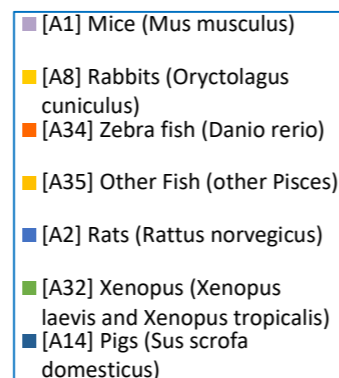 [A1] Mice (Mus musculus)
[A8] Rabbits (Oryctolagus
cuniculus)
[A34] Zebra fish (Danio rerio)
[A35] Other Fish (other Pisces)
[A2] Rats (Rattus norvegicus)
[A32] Xenopus (Xenopus
laevis and Xenopus tropicalis)
[A14] Pigs (Sus scrofa
domesticus)